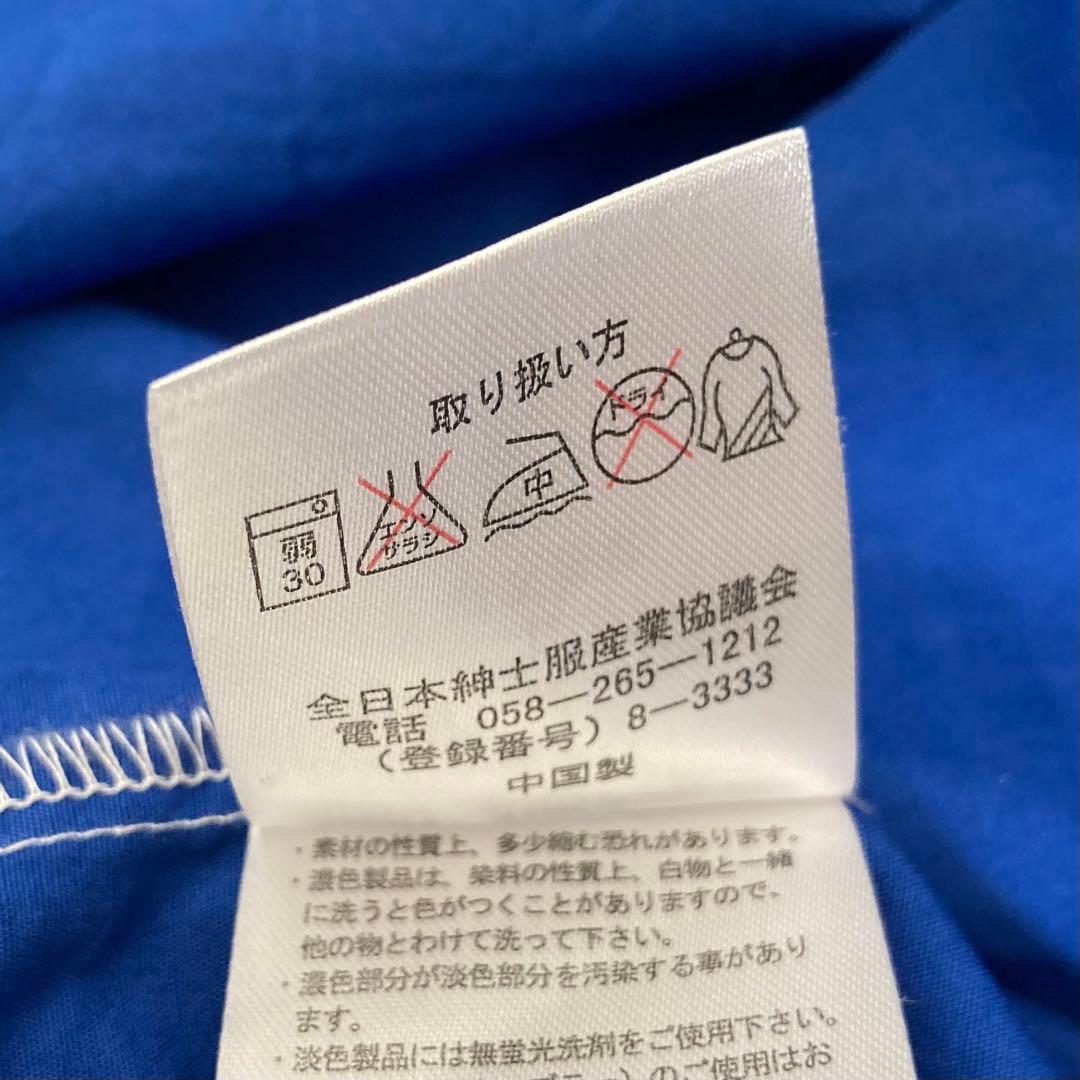 取り扱い方
弱
30
エンソ
サラシ
中
ドライ
全日本紳士服産業協議会
電話 058—265—1212
(登録番号) 8—3333
中国製
・素材の性質上、多少縮む恐れがあります。
・濃色製品は、染料の性質上、白物と一緒
に洗うと色がつくことがありますので、
他の物とわけて洗って下さい。
・濃色部分が淡色部分を汚染する事があり
ます。
・淡色製品には無蛍光洗剤をご使用下さい。
のご使用はお